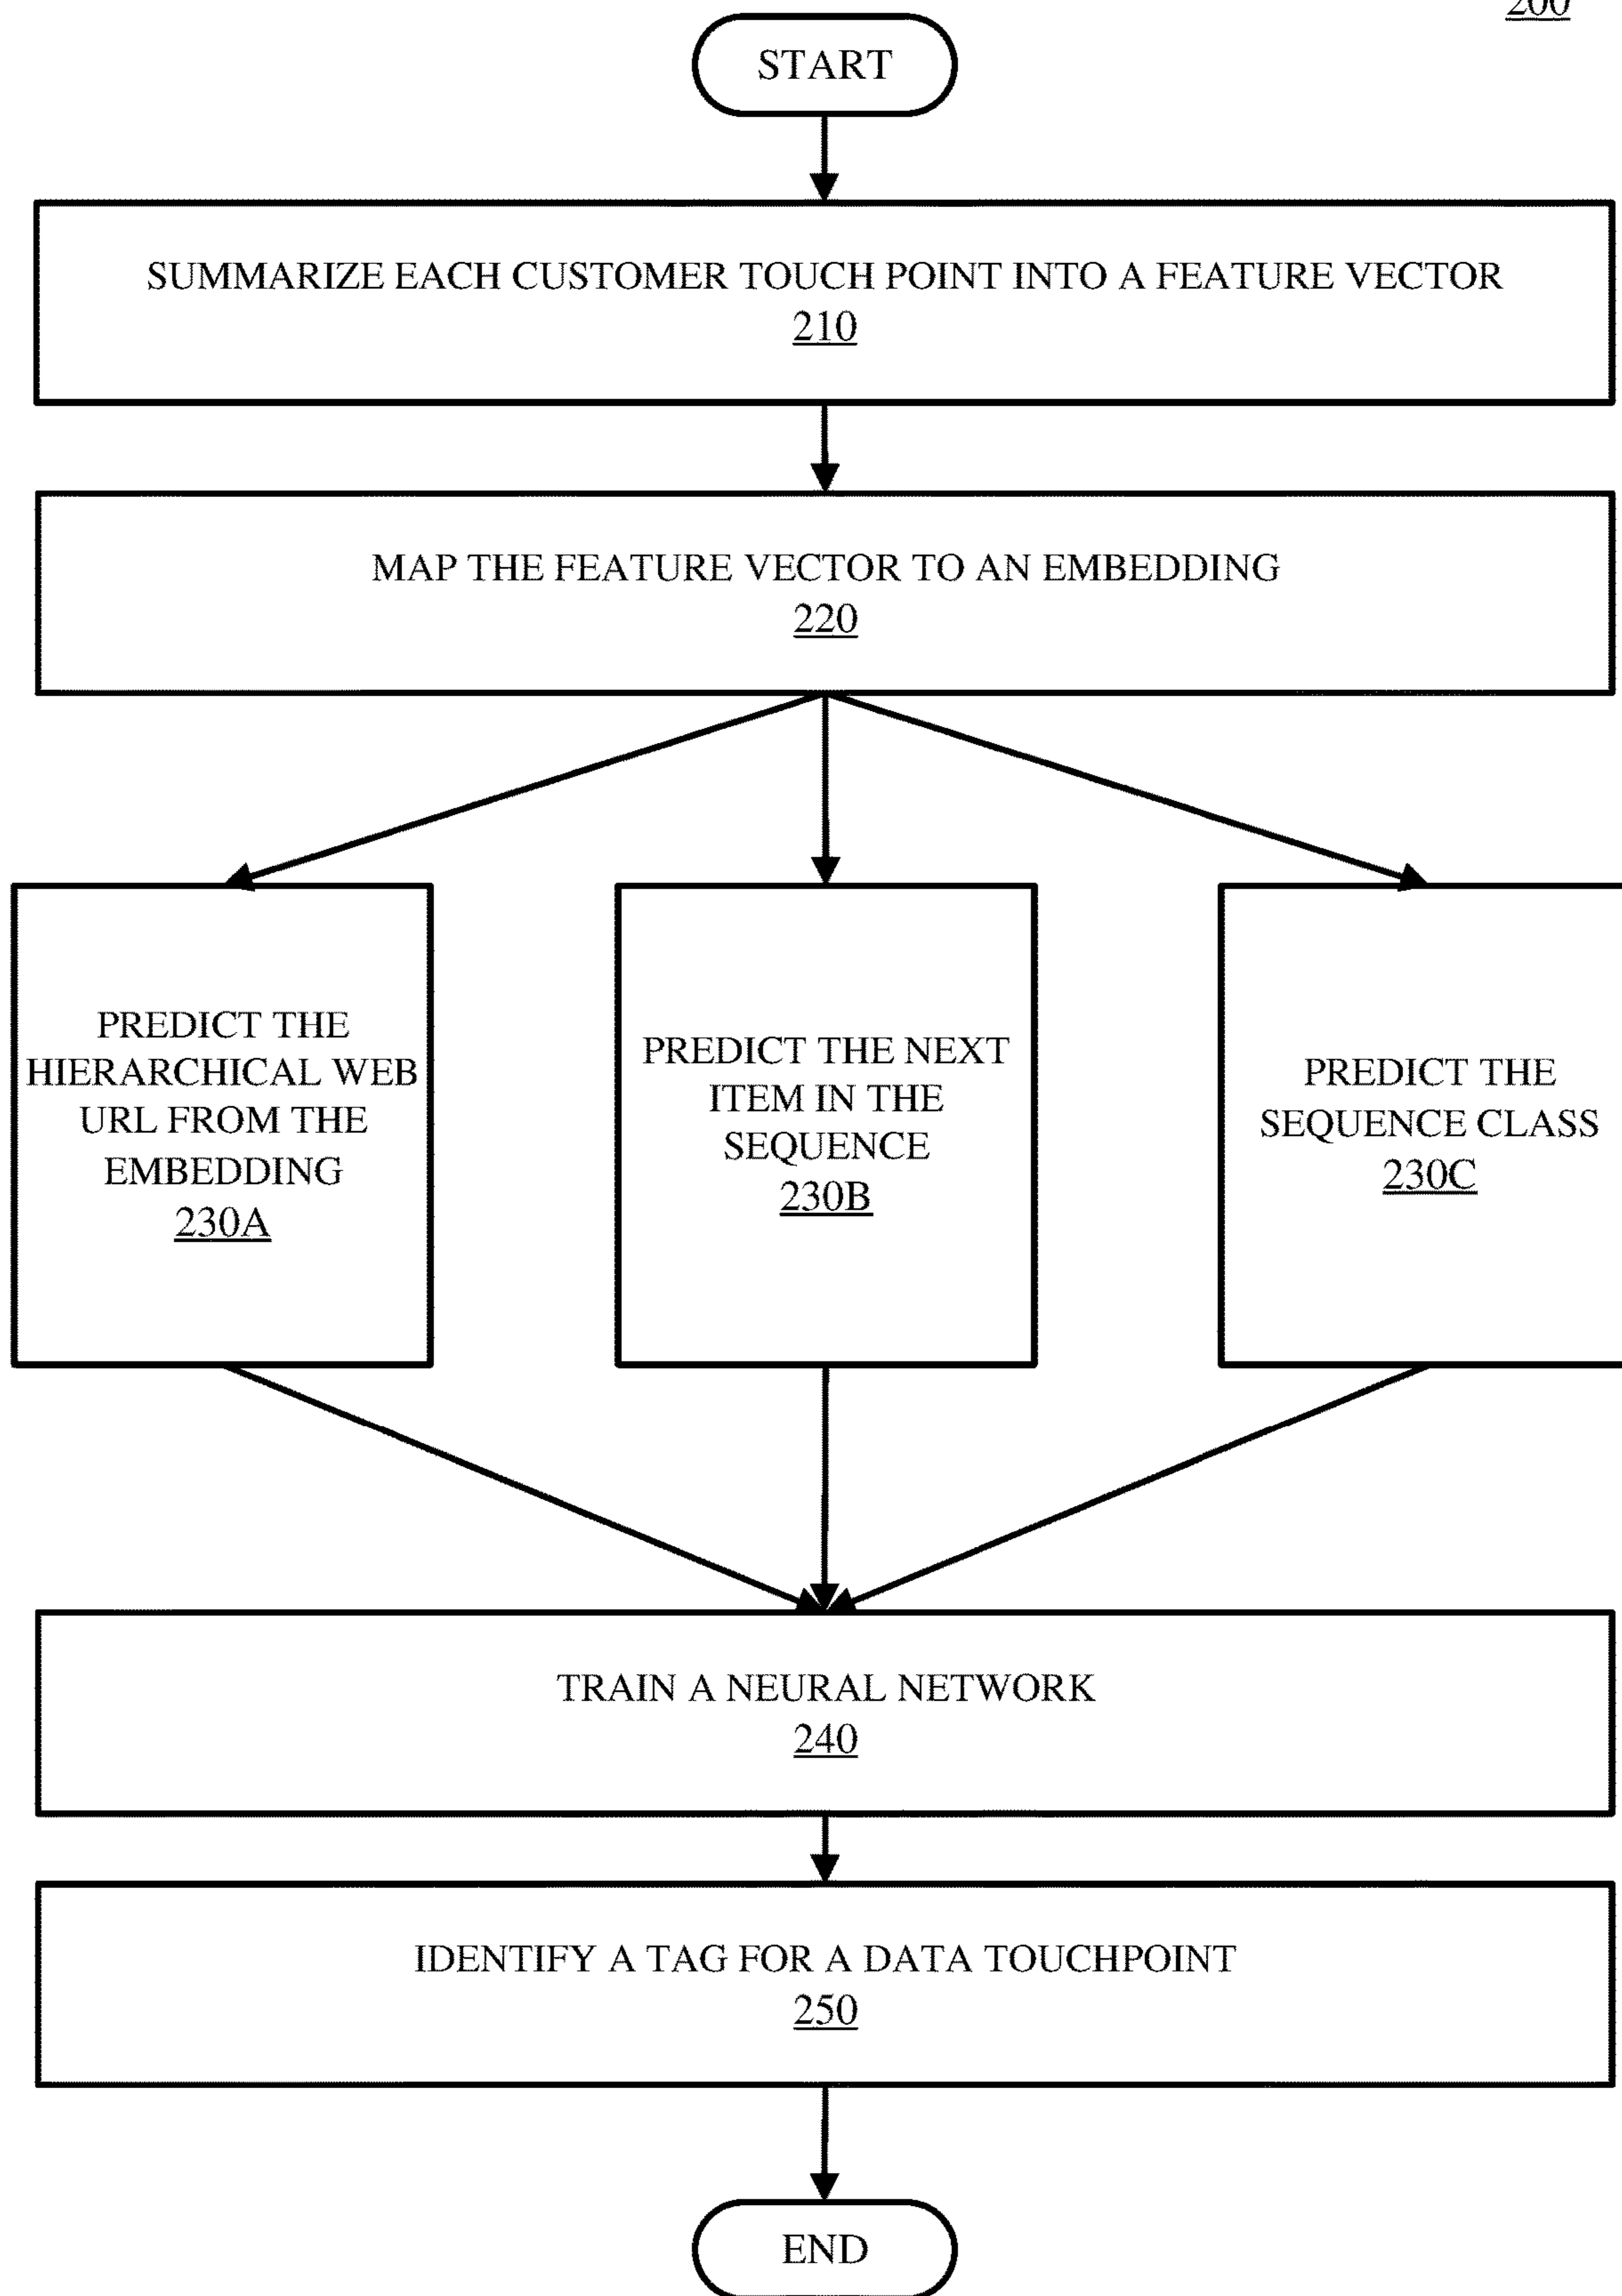 200
START
SUMMARIZE EACH CUSTOMER TOUCH POINT INTO A FEATURE VECTOR
210
MAP THE FEATURE VECTOR TO AN EMBEDDING
220
PREDICT THE
HIERARCHICAL WEB
URL FROM THE
EMBEDDING
230A
PREDICT THE NEXT
ITEM IN THE
SEQUENCE
230B
PREDICT THE
SEQUENCE CLASS
230C
TRAIN A NEURAL NETWORK
240
IDENTIFY A TAG FOR A DATA TOUCHPOINT
250
END